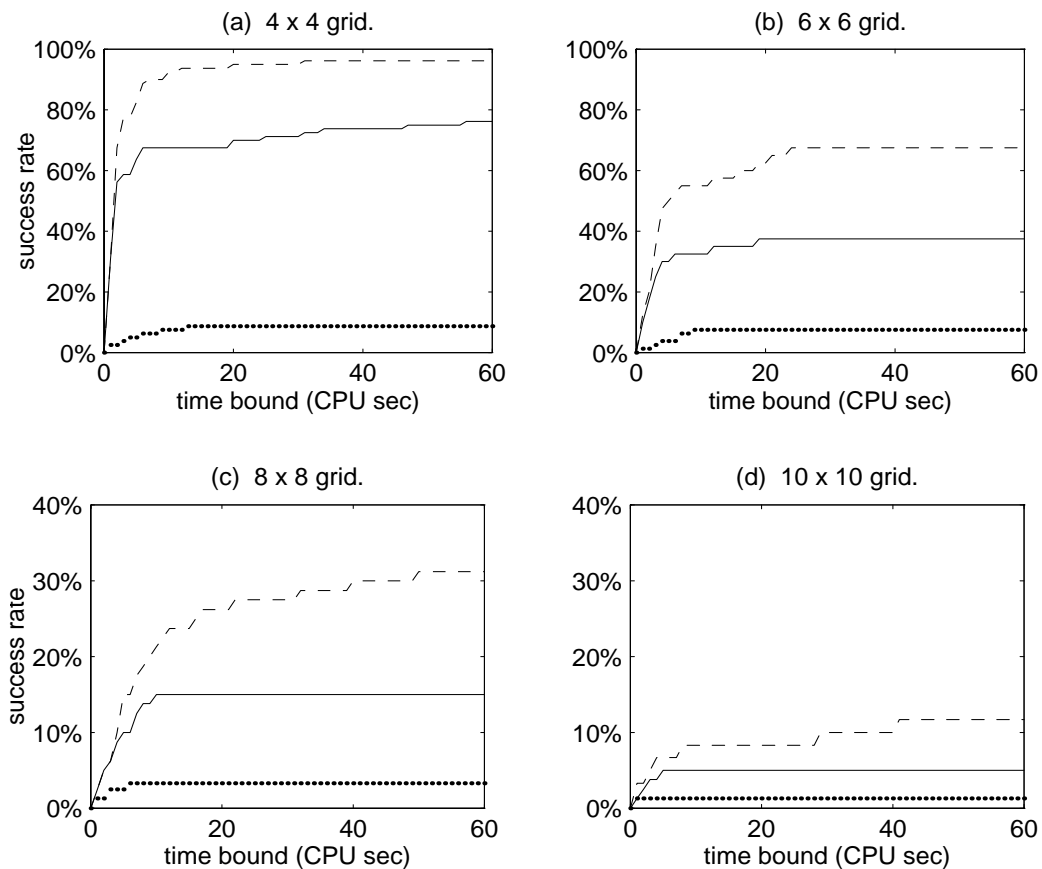 (a) 4 x 4 grid.
100%
80%
60%
40%
20%
0%
success rate
0 20 40 60
time bound (CPU sec)
(b) 6 x 6 grid.
100%
80%
60%
40%
20%
0%
0 20 40 60
time bound (CPU sec)
(c) 8 x 8 grid.
40%
30%
20%
10%
0%
success rate
0 20 40 60
time bound (CPU sec)
(d) 10 x 10 grid.
40%
30%
20%
10%
0%
0 20 40 60
time bound (CPU sec)